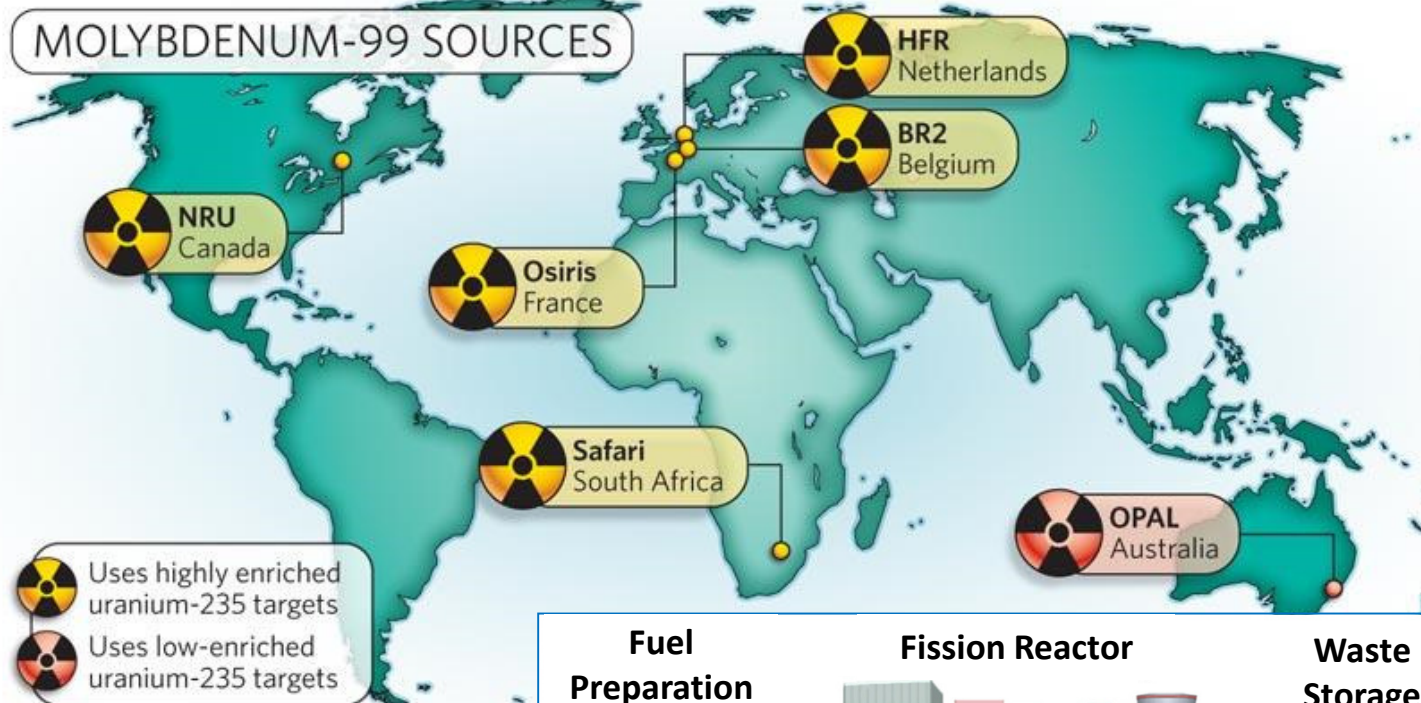 MOLYBDENUM-99 SOURCES
HFR
Netherlands
BR2
Belgium
NRU
Canada
Osiris
France
Safari
South Africa
OPAL
Australia
Uses highly enriched
uranium-235 targets
Uses low-enriched
uranium-235 targets
Fuel
Preparation
Fission Reactor
Waste
Storage